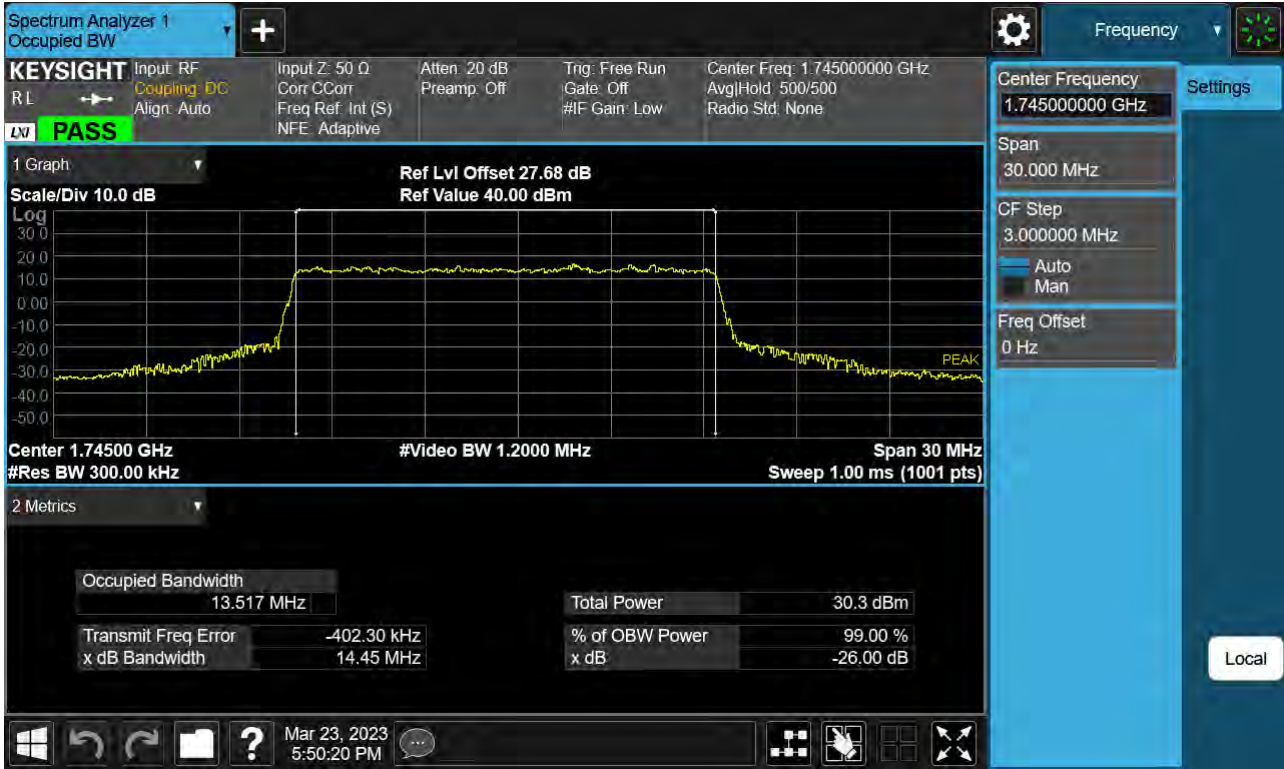 Spectrum Analyzer 1
Occupied BW
Frequency
KEYSIGHT
R L
LXI
PASS
Input: RF
Coupling: DC
Align: Auto
Input Z: 50 Ω
Corr CCorr
Freq Ref: Int (S)
NFE: Adaptive
Atten: 20 dB
Preamp: Off
Trig: Free Run
Gate: Off
#IF Gain: Low
Center Freq: 1.745000000 GHz
Avg|Hold: 500/500
Radio Std: None
1 Graph
Scale/Div 10.0 dB
Ref Lvl Offset 27.68 dB
Ref Value 40.00 dBm
Log
30.0
20.0
10.0
0.00
-10.0
-20.0
-30.0
-40.0
-50.0
PEAK
Center 1.74500 GHz
#Video BW 1.2000 MHz
Span 30 MHz
#Res BW 300.00 kHz
Sweep 1.00 ms (1001 pts)
2 Metrics
Occupied Bandwidth
13.517 MHz
Total Power 30.3 dBm
Transmit Freq Error -402.30 kHz
% of OBW Power 99.00 %
x dB Bandwidth 14.45 MHz
x dB -26.00 dB
Center Frequency
1.745000000 GHz
Settings
Span
30.000 MHz
CF Step
3.000000 MHz
Auto
Man
Freq Offset
0 Hz
Local
?
Mar 23, 2023
5:50:20 PM